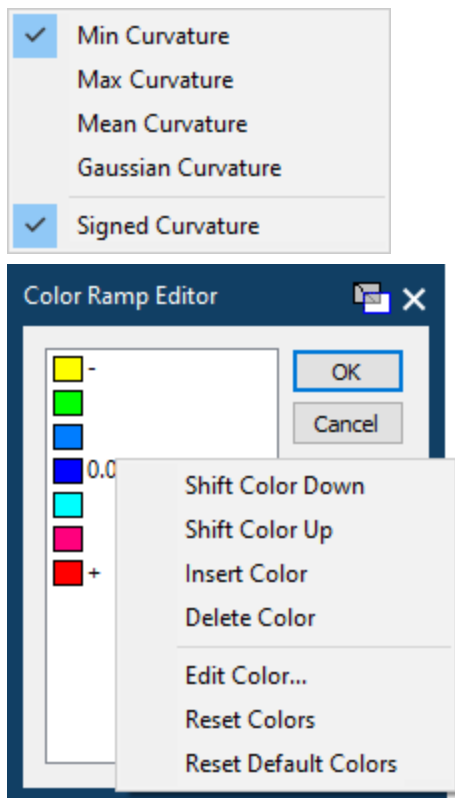 Min Curvature
Max Curvature
Mean Curvature
Gaussian Curvature
Signed Curvature
Color Ramp Editor
-
OK
Cancel
0.0
+
Shift Color Down
Shift Color Up
Insert Color
Delete Color
Edit Color...
Reset Colors
Reset Default Colors